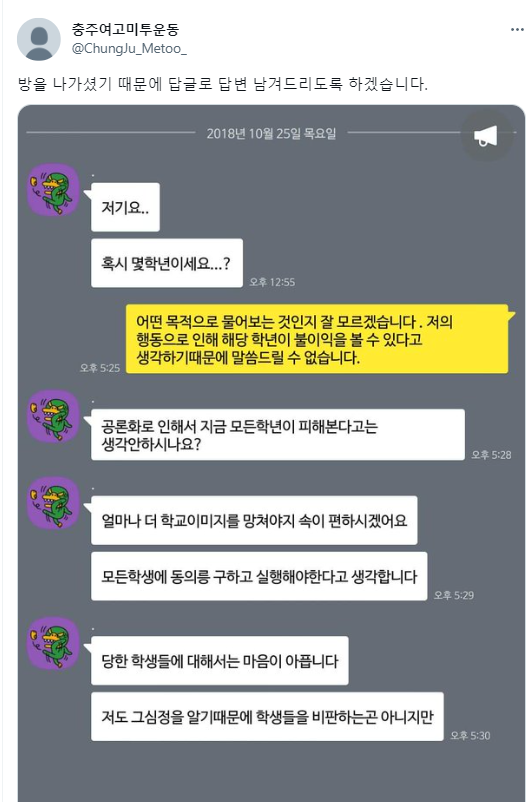 충주여고미투운동
@ChungJu_Metoo_
방을 나가셨기 때문에 답글로 답변 남겨드리도록 하겠습니다.
2018년 10월 25일 목요일
.
저기요..
혹시 몇학년이세요...?
오후 12:55
어떤 목적으로 물어보는 것인지 잘 모르겠습니다 . 저의
행동으로 인해 해당 학년이 불이익을 볼 수 있다고
생각하기때문에 말씀드릴 수 없습니다.
오후 5:25
.
공론화로 인해서 지금 모든학년이 피해본다고는
생각안하시나요?
오후 5:28
.
얼마나 더 학교이미지를 망쳐야지 속이 편하시겠어요
모든학생에 동의릉 구하고 실행해야한다고 생각합니다
오후 5:29
.
당한 학생들에 대해서는 마음이 아픕니다
저도 그심정을 알기때문에 학생들을 비판하는곤 아니지만
오후 5:30